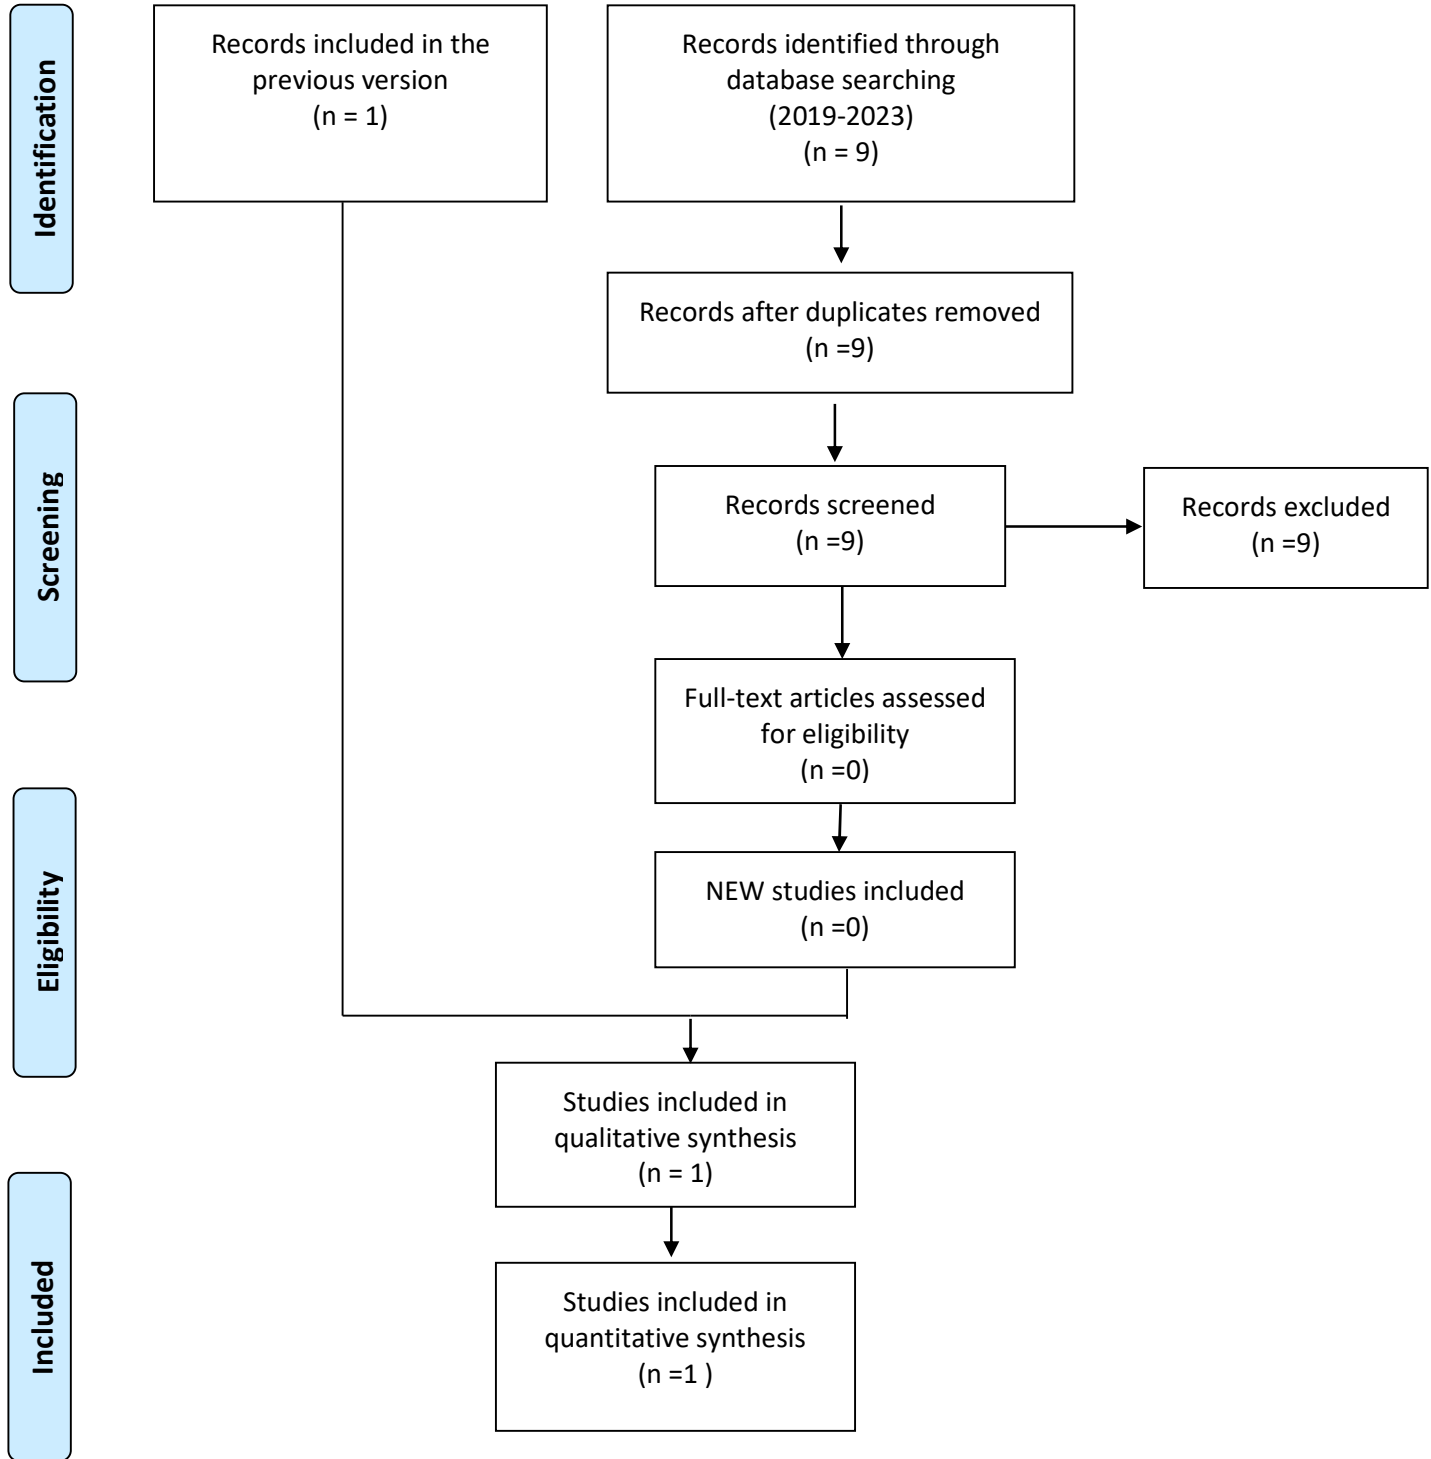 Identification
Records included in the
previous version
(n = 1)
Records identified through
database searching
(2019-2023)
(n = 9)
Records after duplicates removed
(n =9)
Screening
Records screened
(n =9)
Records excluded
(n =9)
Full-text articles assessed
for eligibility
(n =0)
Eligibility
NEW studies included
(n =0)
Studies included in
qualitative synthesis
(n = 1)
Included
Studies included in
quantitative synthesis
(n =1 )